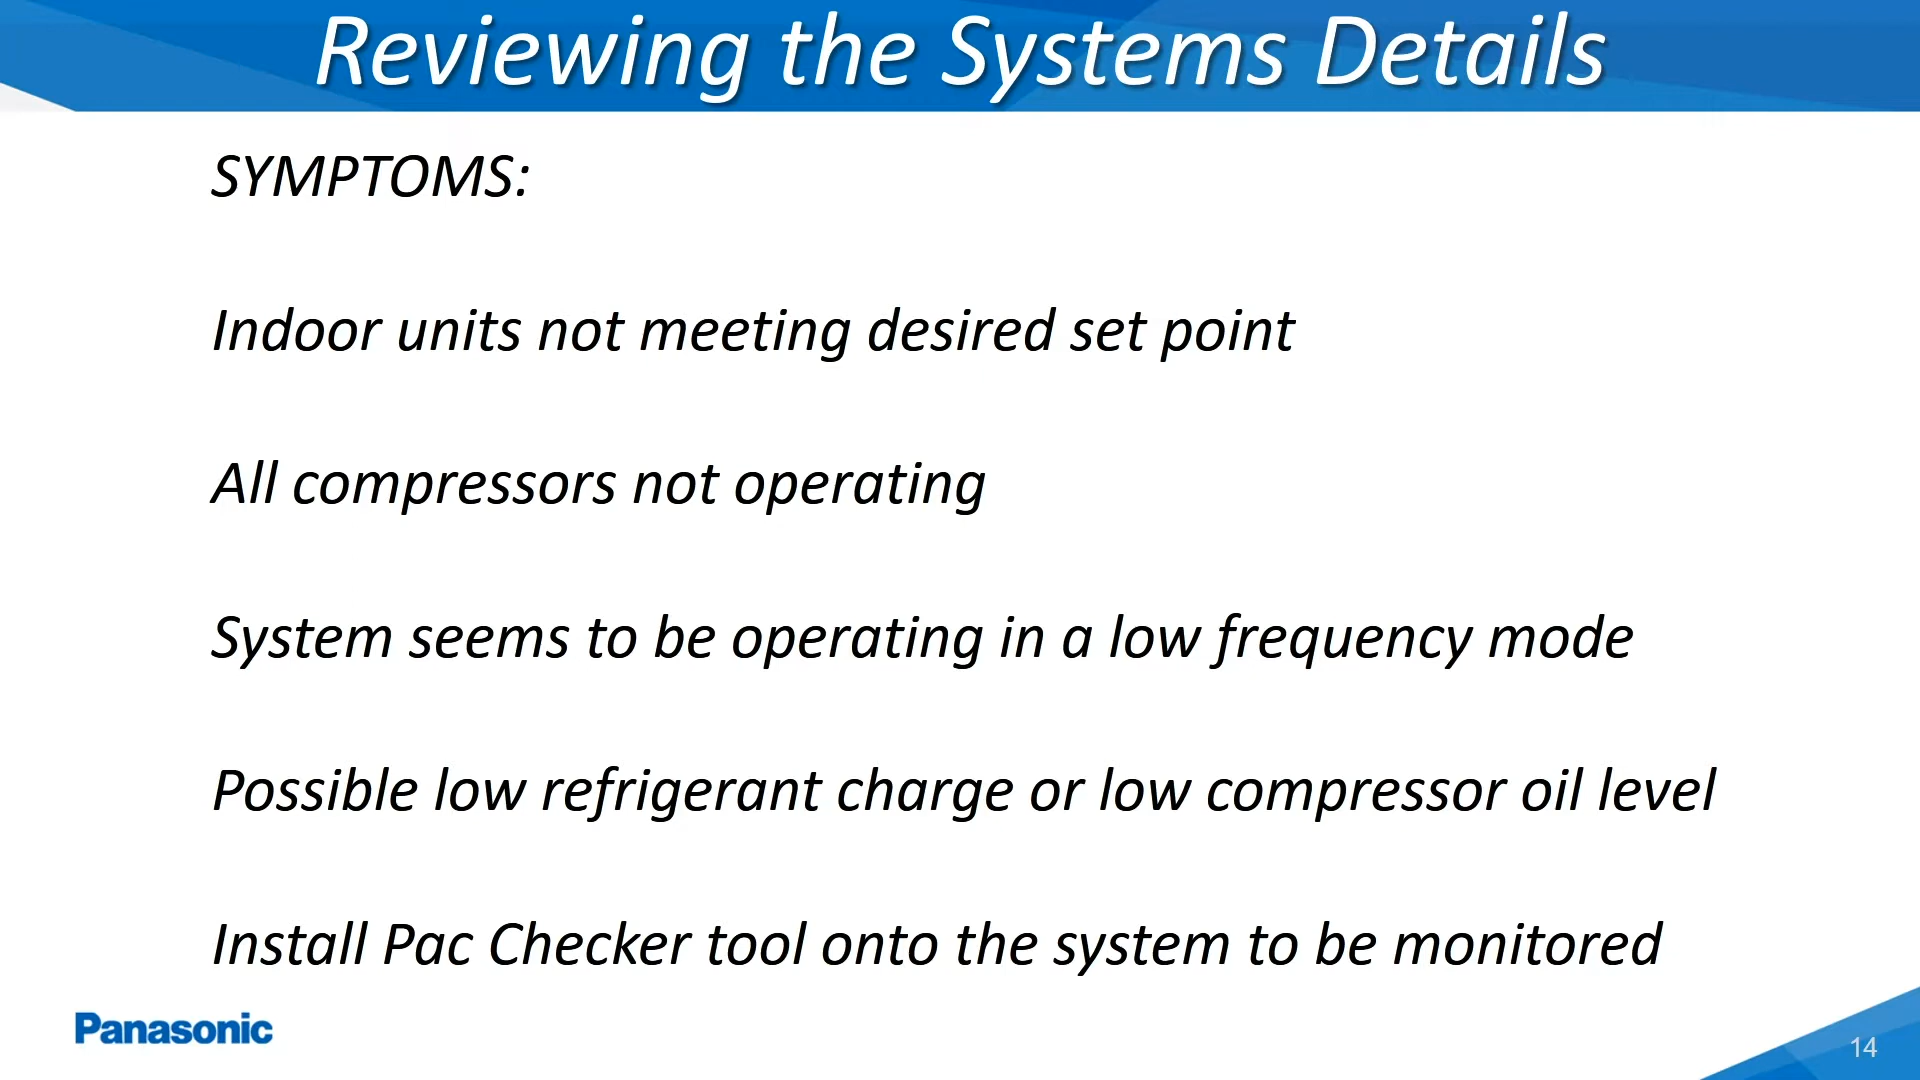 Reviewing the Systems Details
SYMPTOMS:
Indoor units not meeting desired set point
All compressors not operating
System seems to be operating in a low frequency mode
Possible low refrigerant charge or low compressor oil level
Install Pac Checker tool onto the system to be monitored
Panasonic
14